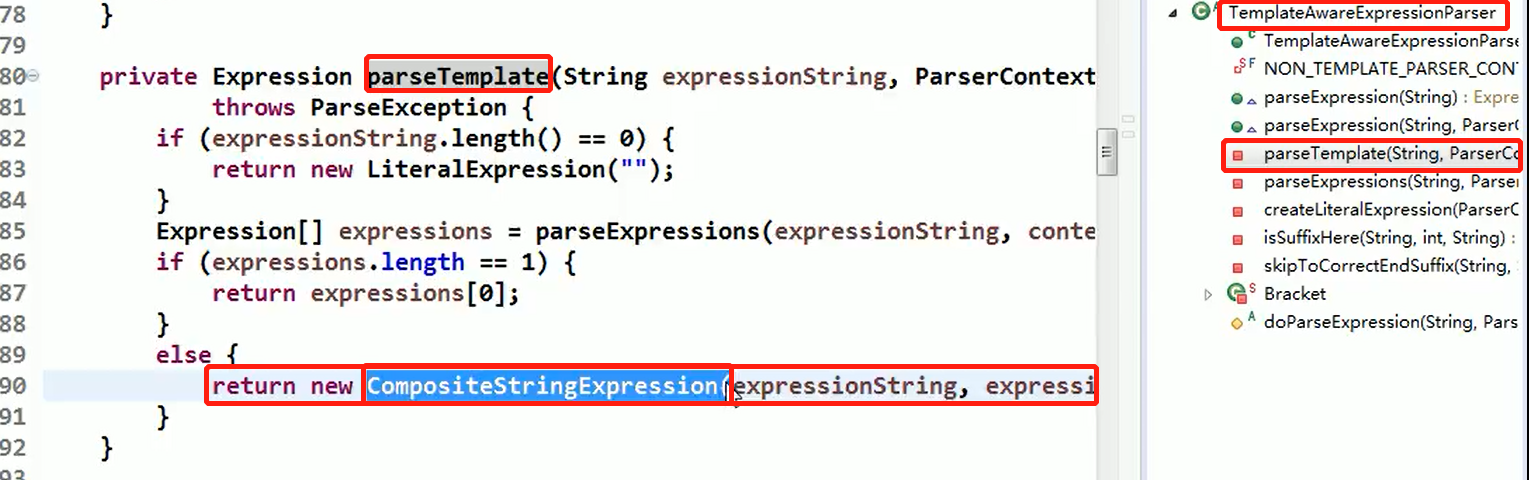 78 }
79
80 private Expression parseTemplate(String expressionString, ParserContext
81 throws ParseException {
82 if (expressionString.length() == 0) {
83 return new LiteralExpression("");
84 }
85 Expression[] expressions = parseExpressions(expressionString, conte
86 if (expressions.length == 1) {
87 return expressions[0];
88 }
89 else {
90 return new CompositeStringExpression(expressionString, expressi
91 }
92 }
93
TemplateAwareExpressionParser
TemplateAwareExpressionParse
NON_TEMPLATE_PARSER_CON
parseExpression(String) : Expre
parseExpression(String, Parser
parseTemplate(String, ParserCo
parseExpressions(String, Parser
createLiteralExpression(ParserC
isSuffixHere(String, int, String) :
skipToCorrectEndSuffix(String,
Bracket
doParseExpression(String, Pars